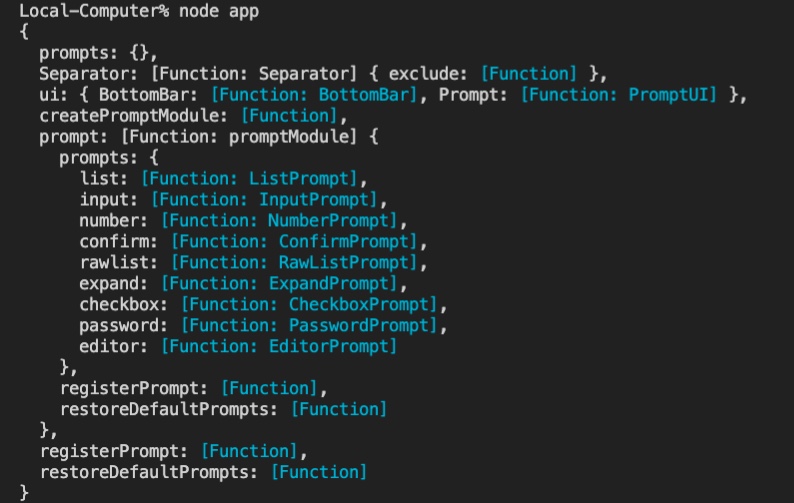 Local-Computer% node app
{
  prompts: {},
  Separator: [Function: Separator] { exclude: [Function] },
  ui: { BottomBar: [Function: BottomBar], Prompt: [Function: PromptUI] },
  createPromptModule: [Function],
  prompt: [Function: promptModule] {
    prompts: {
      list: [Function: ListPrompt],
      input: [Function: InputPrompt],
      number: [Function: NumberPrompt],
      confirm: [Function: ConfirmPrompt],
      rawlist: [Function: RawListPrompt],
      expand: [Function: ExpandPrompt],
      checkbox: [Function: CheckboxPrompt],
      password: [Function: PasswordPrompt],
      editor: [Function: EditorPrompt]
    },
    registerPrompt: [Function],
    restoreDefaultPrompts: [Function]
  },
  registerPrompt: [Function],
  restoreDefaultPrompts: [Function]
}